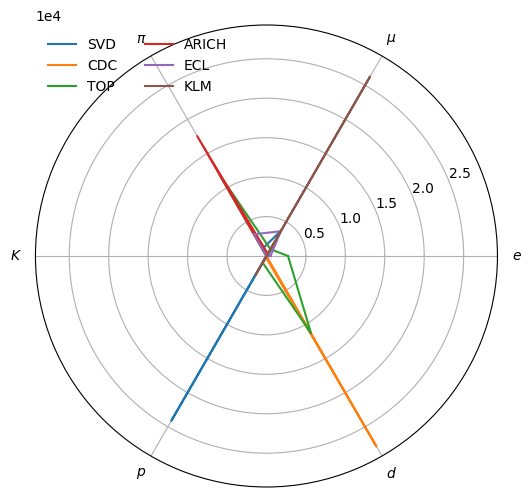 1e4
π
μ
SVD ARICH
CDC ECL
TOP KLM
2.5
2.0
1.5
1.0
0.5
K
e
p
d